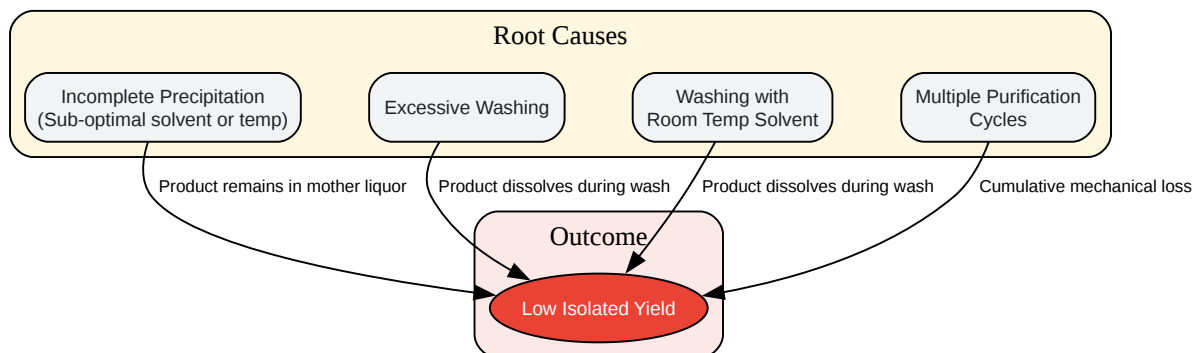 Root Causes
Incomplete Precipitation
(Sub-optimal solvent or temp)
Excessive Washing
Washing with
Room Temp Solvent
Multiple Purification
Cycles
Product remains in mother liquor
Product dissolves during wash
Product dissolves during wash
Cumulative mechanical loss
Outcome
Low Isolated Yield